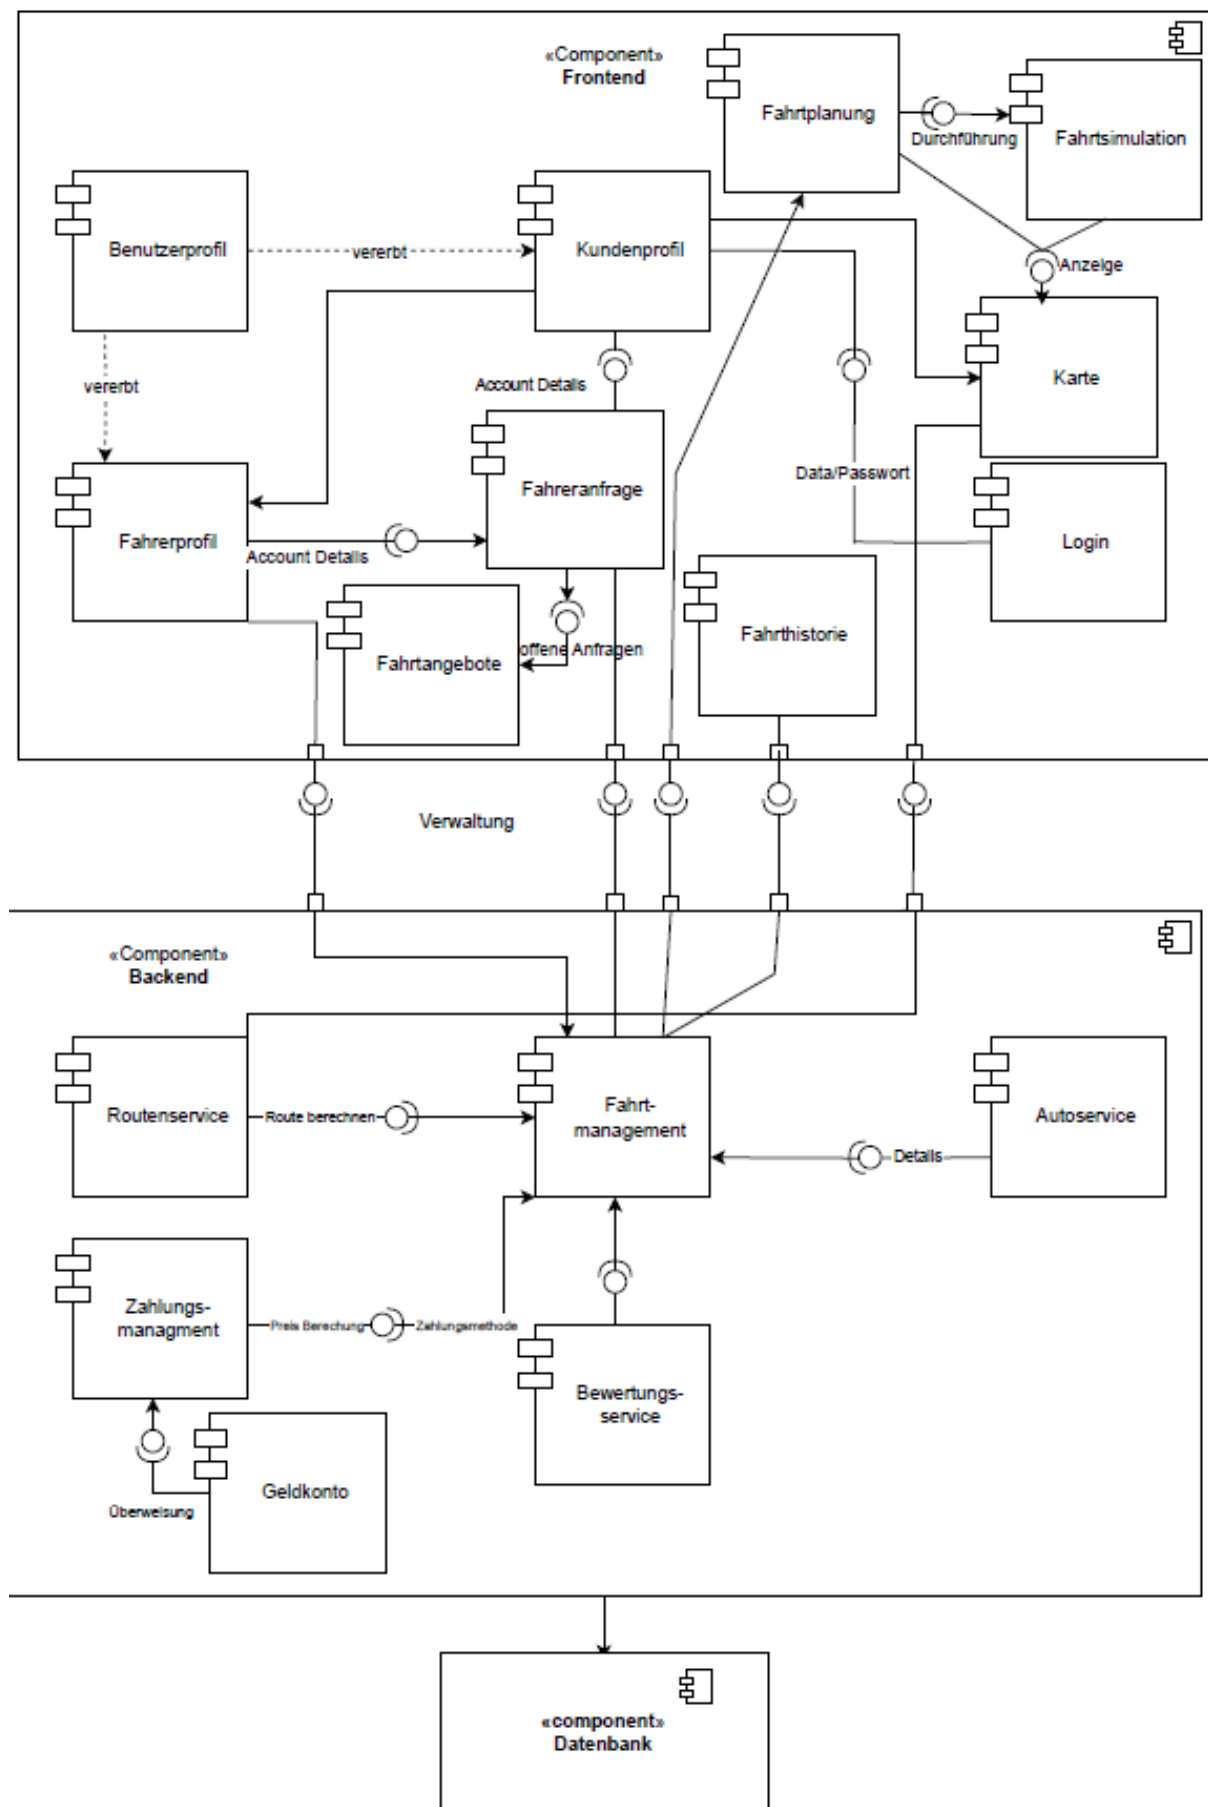 «Component»
Frontend
Fahrtplanung
Durchführung
Fahrtsimulation
Benutzerprofil
vererbt
Kundenprofil
Anzeige
vererbt
Account Details
Karte
Data/Passwort
Fahreranfrage
Fahrerprofil
Account Details
Login
Fahrthistorie
offene Anfragen
Fahrtangebote
Verwaltung
«Component»
Backend
Routenservice
Route berechnen
Fahrt-
management
Autoservice
Details
Zahlungs-
managment
Preis Berechung
Zahlungsmethode
Bewertungs-
service
Geldkonto
Überweisung
«component»
Datenbank